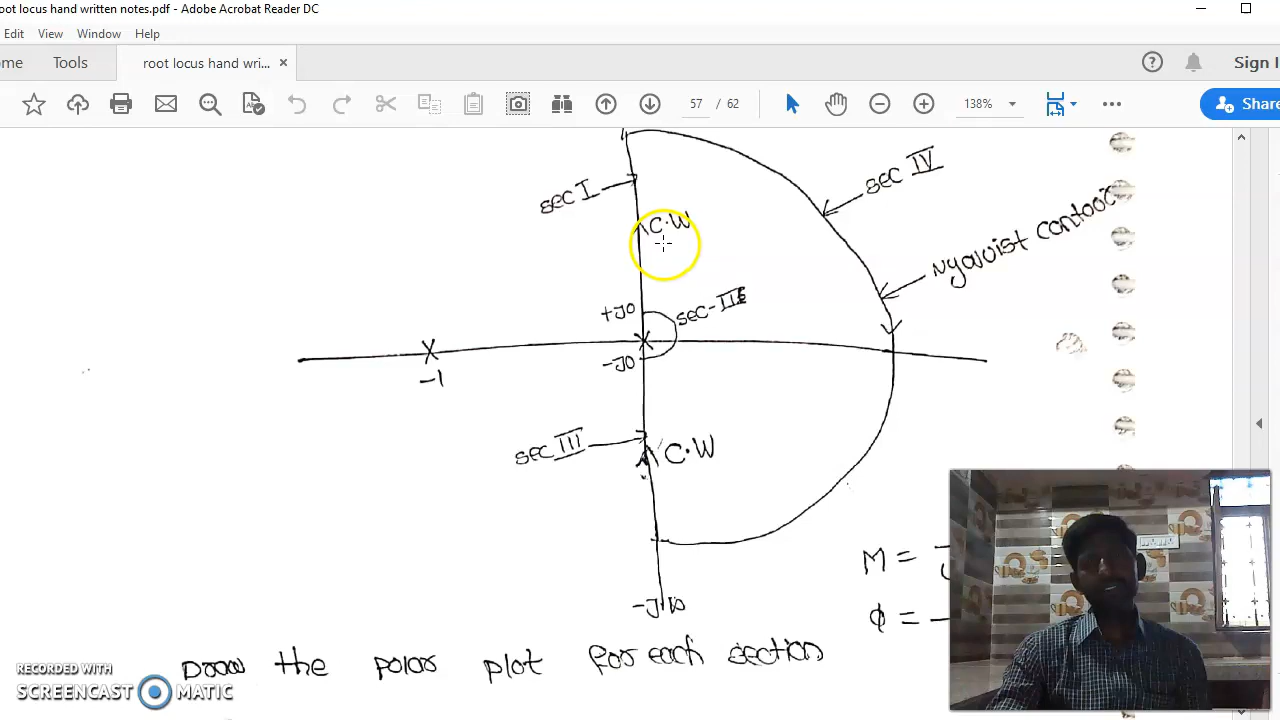 root locus hand written notes.pdf - Adobe Acrobat Reader DC
Edit View Window Help
ome Tools root locus hand wri... × Sign I
57 / 62 138% Share
sec IV
sec I
C.W
Nyquist contour
+J0 sec-II
-1 -J0
sec III C.W
M =
-J∞
φ = -
Draw the polar plot for each section
RECORDED WITH
SCREENCAST MATIC